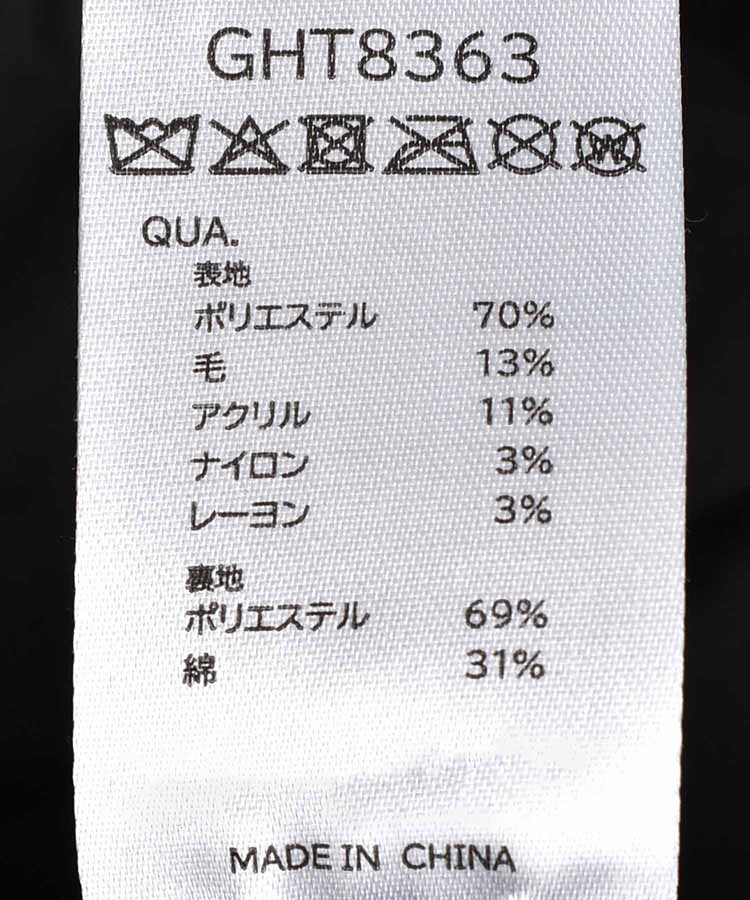 GHT8363
QUA.
表地
ポリエステル 70%
毛 13%
アクリル 11%
ナイロン 3%
レーヨン 3%
裏地
ポリエステル 69%
綿 31%
MADE IN CHINA